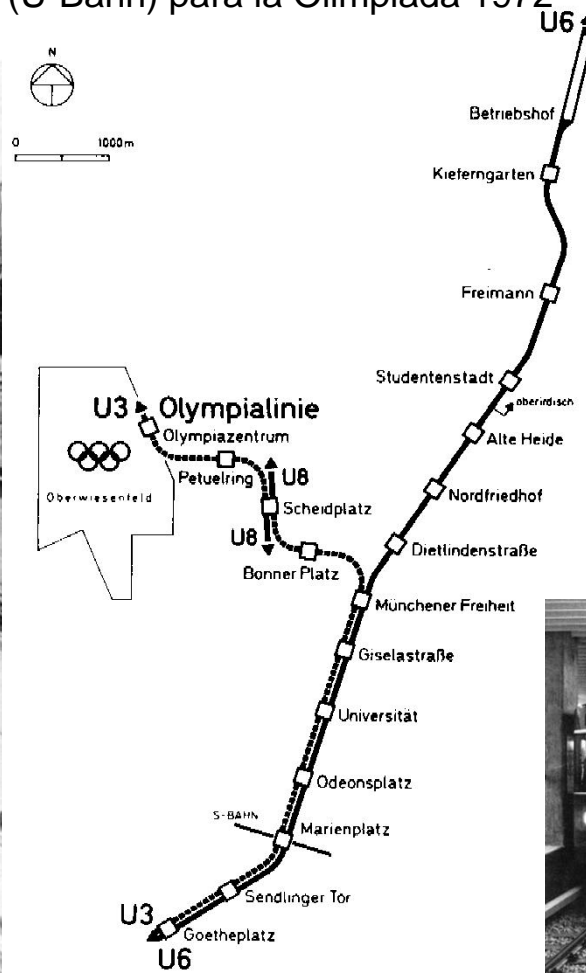 (U-Bahn) para la Olimpiada 1972
U6
N
0 1000m
Betriebshof
Kieferngarten
Freimann
Studentenstadt
oberirdisch
U3 Olympialinie
Olympiazentrum
Alte Heide
Petuelring
U8
Oberwiesenfeld
Nordfriedhof
Scheidplatz
U8
Dietlindenstraße
Bonner Platz
Münchener Freiheit
Giselastraße
Universität
Odeonsplatz
S-BAHN
Marienplatz
Sendlinger Tor
U3
Goetheplatz
U6